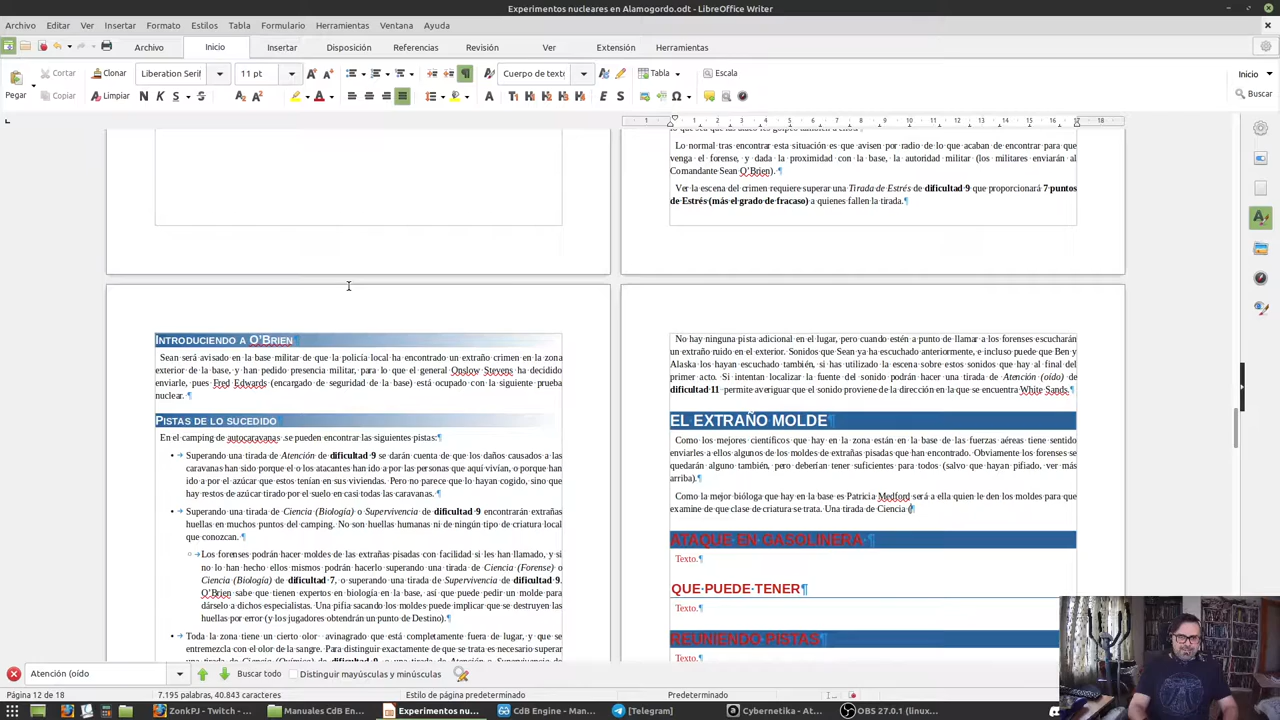 Experimentos nucleares en Alamogordo.odt - LibreOffice Writer
Archivo Editar Ver Insertar Formato Estilos Tabla Formulario Herramientas Ventana Ayuda
Archivo Inicio Insertar Disposición Referencias Revisión Ver Extensión Herramientas
Pegar
Cortar
Copiar
Clonar
Limpiar
Liberation Serif
11 pt
Cuerpo de texto
Tabla
Escala
Inicio
Buscar
1 1 2 3 4 5 6 7 8 9 10 11 12 13 14 15 16 17 18
Lo normal tras encontrar esta situación es que avisen por radio de lo que acaban de encontrar para que
venga el forense, y dada la proximidad con la base, la autoridad militar (los militares enviarán al
Comandante Sean O'Brien). ¶
Ver la escena del crimen requiere superar una Tirada de Estrés de dificultad 9 que proporcionará 7 puntos
de Estrés (más el grado de fracaso) a quienes fallen la tirada.¶
INTRODUCIENDO A O'BRIEN¶
Sean será avisado en la base militar de que la policía local ha encontrado un extraño crimen en la zona
exterior de la base, y han pedido presencia militar, para lo que el general Onslow Stevens ha decidido
enviarle, pues Fred Edwards (encargado de seguridad de la base) está ocupado con la siguiente prueba
nuclear. ¶
PISTAS DE LO SUCEDIDO¶
En el camping de autocaravanas .se pueden encontrar las siguientes pistas:¶
• Superando una tirada de Atención de dificultad 9 se darán cuenta de que los daños causados a las
caravanas han sido porque el o los atacantes han ido a por las personas que aquí vivían, o porque han
ido a por el azúcar que estos tenían en sus viviendas. Pero no parece que lo hayan cogido, sino que
hay restos de azúcar tirado por el suelo en casi todas las caravanas. ¶
• Superando una tirada de Ciencia (Biología) o Supervivencia de dificultad 9 encontrarán extrañas
huellas en muchos puntos del camping. No son huellas humanas ni de ningún tipo de criatura local
que conozcan. ¶
Los forenses podrán hacer moldes de las extrañas pisadas con facilidad si les han llamado, y si
no lo han hecho ellos mismos podrán hacerlo superando una tirada de Ciencia (Forense) o
Ciencia (Biología) de dificultad 7, o superando una tirada de Supervivencia de dificultad 9.
O'Brien sabe que tienen expertos en biología en la base, así que puede pedir un molde para
dárselo a dichos especialistas. Una pifia sacando los moldes puede implicar que se destruyen las
huellas por error (y los jugadores obtendrán un punto de Destino).¶
• Toda la zona tiene un cierto olor avinagrado que está completamente fuera de lugar, y que se
entremezcla con el olor de la sangre. Para distinguir exactamente de que se trata es necesario superar
No hay ninguna pista adicional en el lugar, pero cuando estén a punto de llamar a los forenses escucharán
un extraño ruido en el exterior. Sonidos que Sean ya ha escuchado anteriormente, e incluso puede que Ben y
Alaska los hayan escuchado también, si has utilizado la escena sobre estos sonidos que hay al final del
primer acto. Si intentan localizar la fuente del sonido podrán hacer una tirada de Atención (oído) de
dificultad 11 permite averiguar que el sonido proviene de la dirección en la que se encuentra White Sands.¶
EL EXTRAÑO MOLDE¶
Como los mejores científicos que hay en la zona están en la base de las fuerzas aéreas tiene sentido
enviarles a ellos algunos de los moldes de extrañas pisadas que han encontrado. Obviamente los forenses se
quedarán alguno también, pero deberían tener suficientes para todos (salvo que hayan pifiado, ver más
arriba).¶
Como la mejor bióloga que hay en la base es Patricia Medford será a ella quien le den los moldes para que
examine de que clase de criatura se trata. Una tirada de Ciencia (¶
ATAQUE EN GASOLINERA ¶
Texto.¶
QUE PUEDE TENER¶
Texto.¶
REUNIENDO PISTAS¶
Texto.¶
Atención (oído
Buscar todo
Distinguir mayúsculas y minúsculas
Página 12 de 18
7.195 palabras, 40.843 caracteres
Estilo de página predeterminado
Predeterminado
ZonkPJ - Twitch - ...
Manuales CdB En...
Experimentos nu...
CdB Engine - Man...
[Telegram]
Cybernetika - Ama...
OBS 27.0.1 (linux...